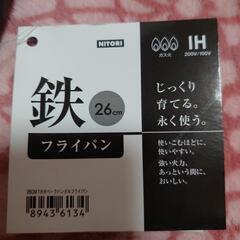 NITORI
ガス火
IH
200V/100V
鉄
26cm
フライパン
じっくり
育てる。
永く使う。
使いこむほどに、
使いやすい。
強い火力、
あっという間に、
おいしい。
8943 6134